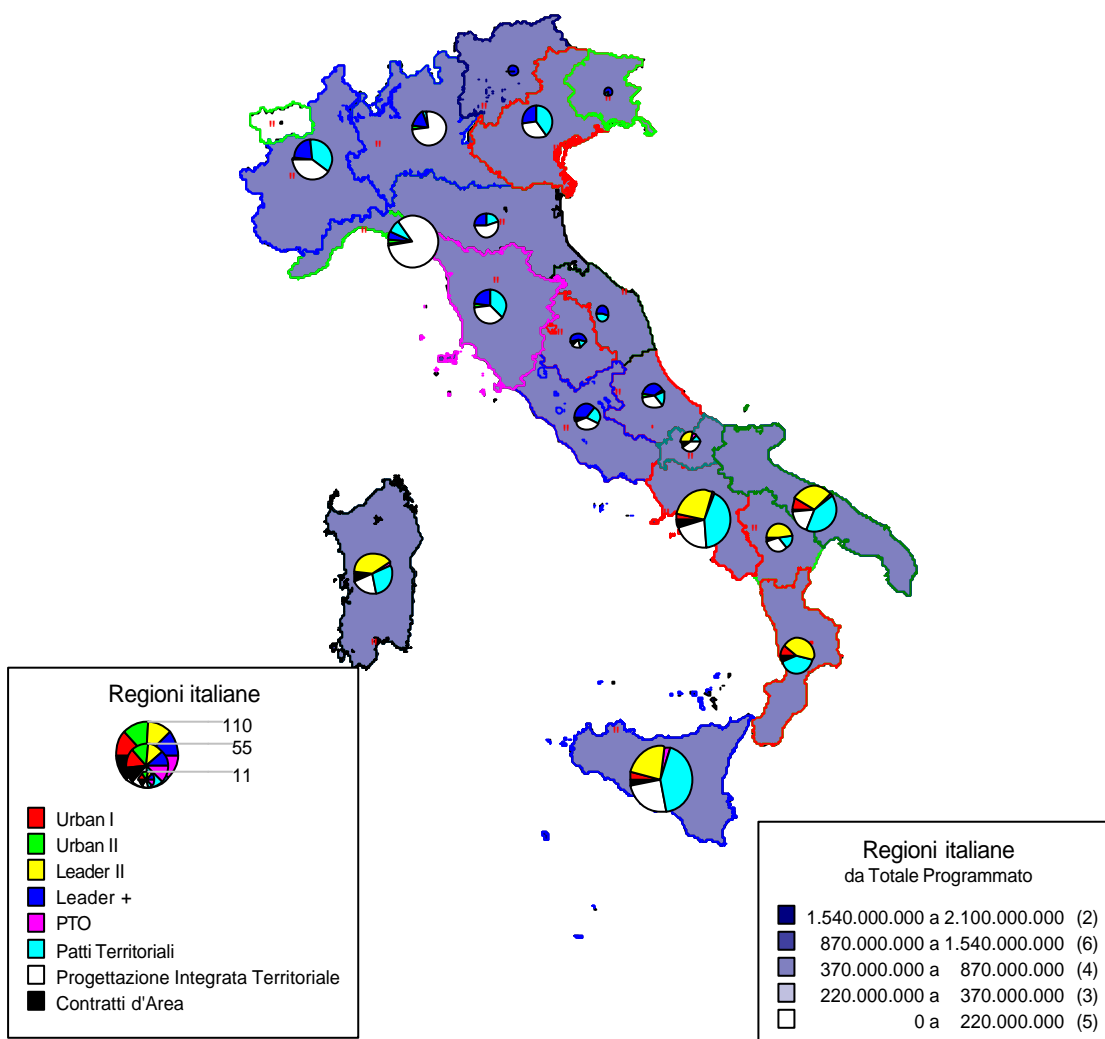 Regioni italiane
110
55
11
Urban I
Urban II
Leader II
Leader +
PTO
Patti Territoriali
Progettazione Integrata Territoriale
Contratti d'Area
Regioni italiane
da Totale Programmato
1.540.000.000 a 2.100.000.000 (2)
870.000.000 a 1.540.000.000 (6)
370.000.000 a 870.000.000 (4)
220.000.000 a 370.000.000 (3)
0 a 220.000.000 (5)